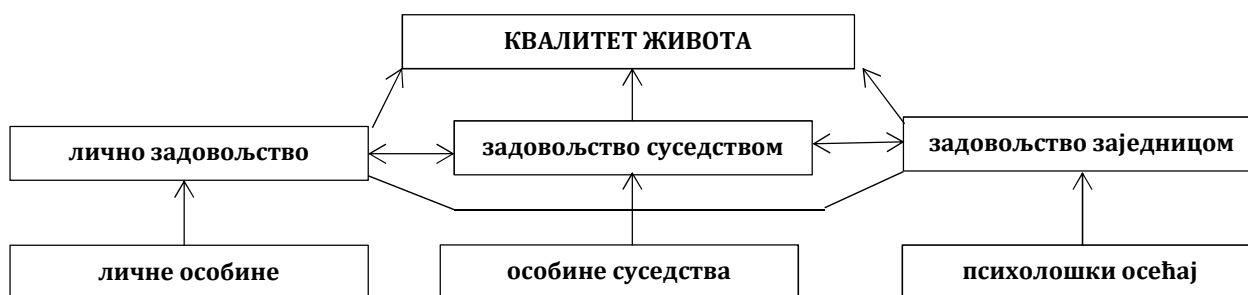 КВАЛИТЕТ ЖИВОТА
лично задовољство
задовољство суседством
задовољство заједницом
личне особине
особине суседства
психолошки осећај